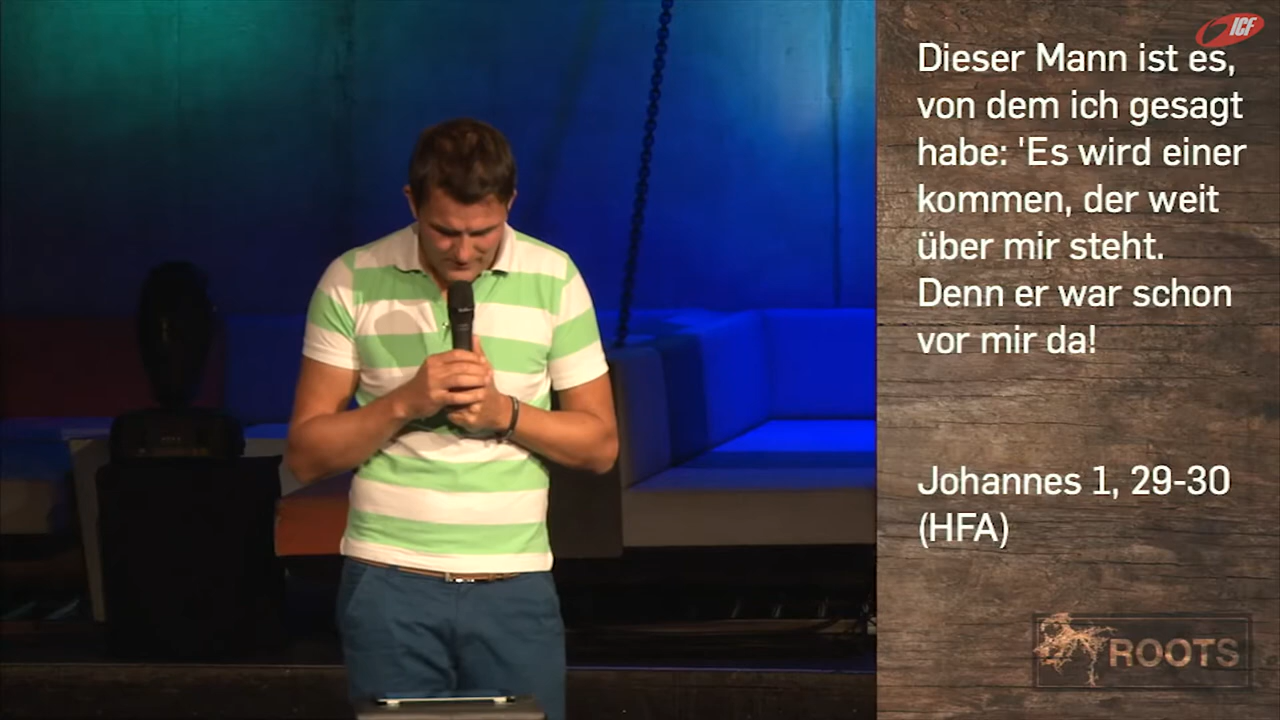 ICF
Dieser Mann ist es,
von dem ich gesagt
habe: 'Es wird einer
kommen, der weit
über mir steht.
Denn er war schon
vor mir da!
Johannes 1, 29-30
(HFA)
ROOTS